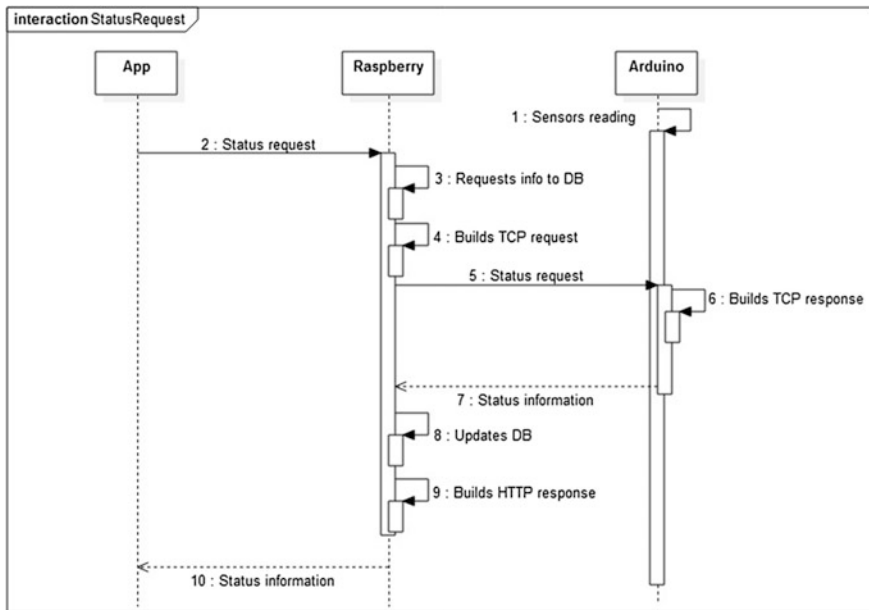 interaction StatusRequest
App
Raspberry
Arduino
1 : Sensors reading
2 : Status request
3 : Requests info to DB
4 : Builds TCP request
5 : Status request
6 : Builds TCP response
7 : Status information
8 : Updates DB
9 : Builds HTTP response
10 : Status information